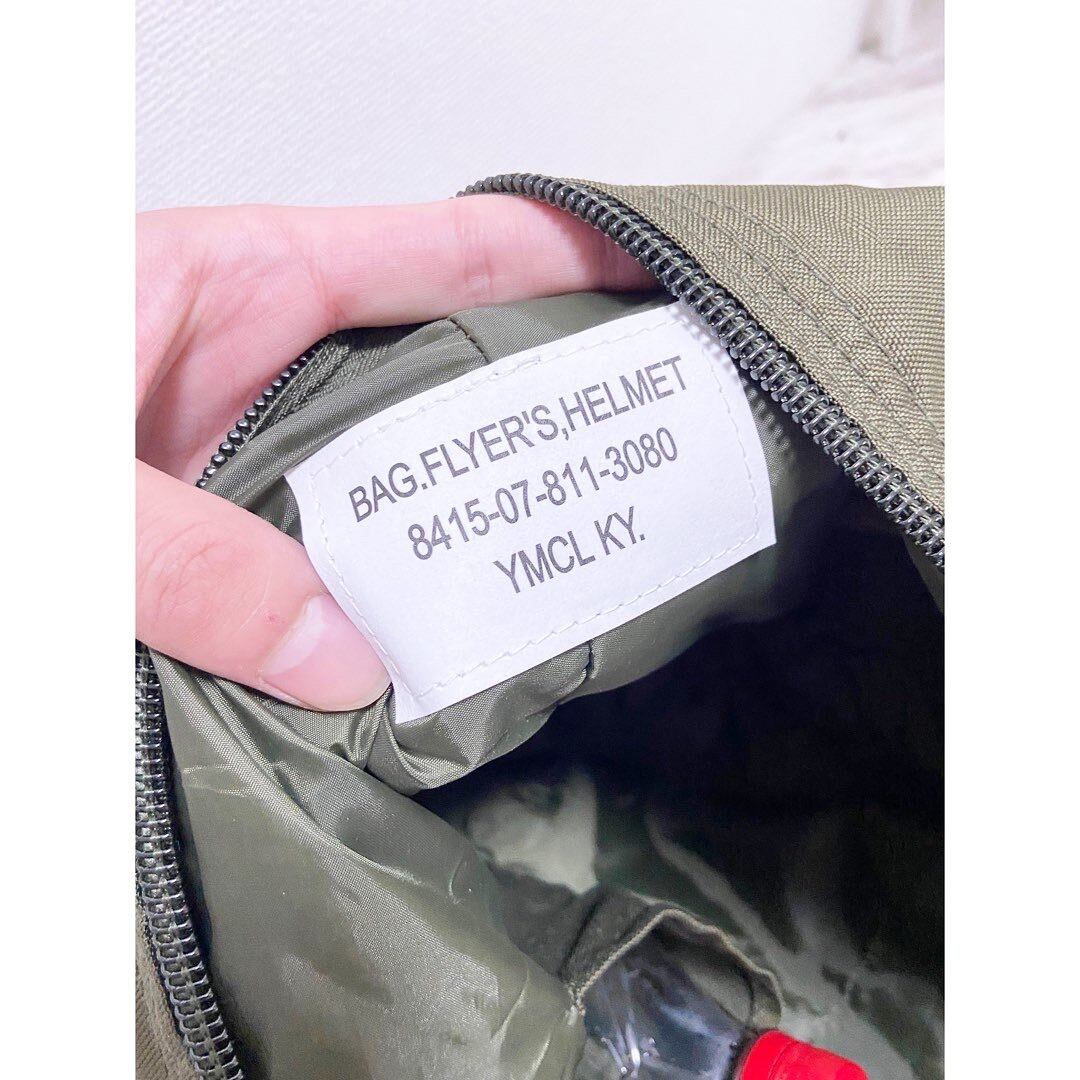 BAG.FLYER'S,HELMET
8415-07-811-3080
YMCL KY.